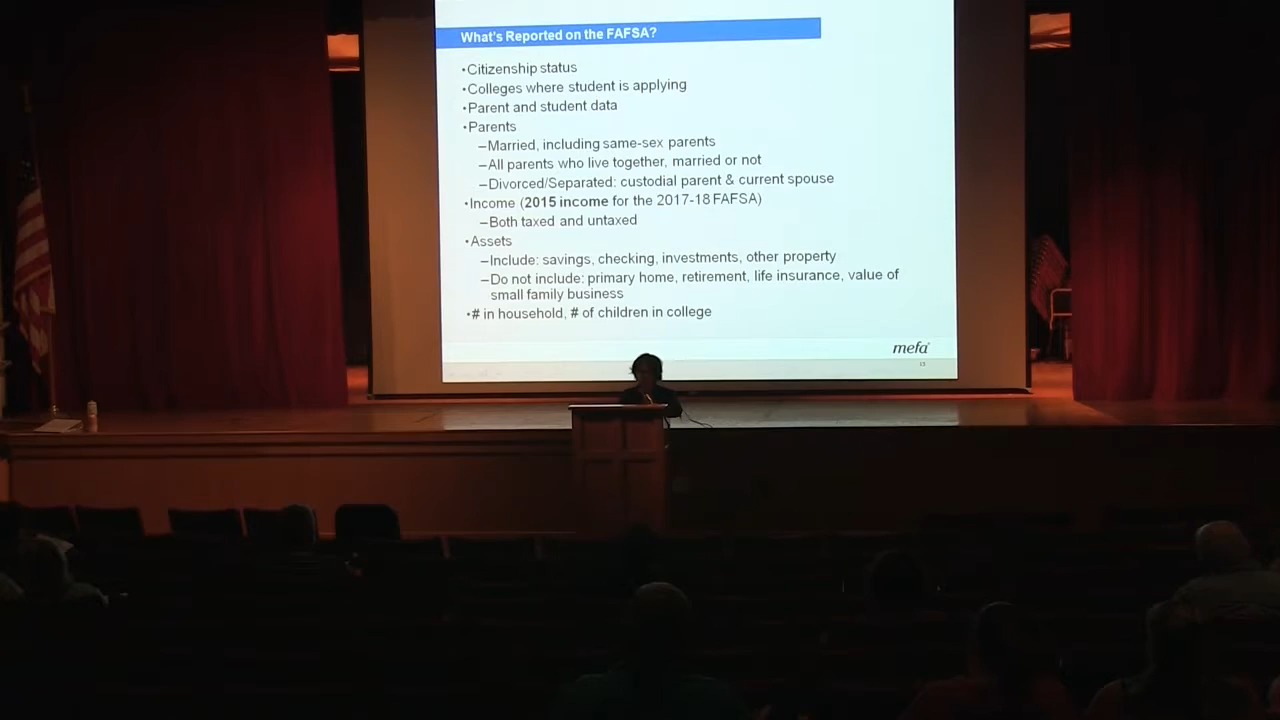 What's Reported on the FAFSA?
•Citizenship status
•Colleges where student is applying
•Parent and student data
•Parents
–Married, including same-sex parents
–All parents who live together, married or not
–Divorced/Separated: custodial parent & current spouse
•Income (2015 income for the 2017-18 FAFSA)
–Both taxed and untaxed
•Assets
–Include: savings, checking, investments, other property
–Do not include: primary home, retirement, life insurance, value of
small family business
•# in household, # of children in college
mefa